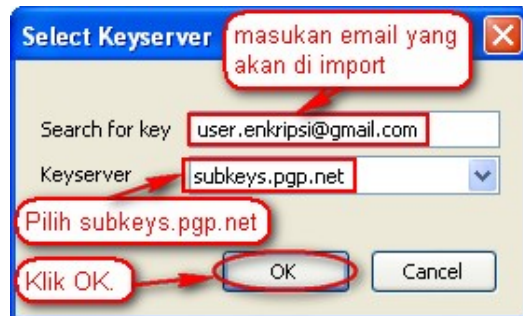 Select Keyserver
masukan email yang
akan di import
Search for key
user.enkripsi@gmail.com
Keyserver
subkeys.pgp.net
Pilih subkeys.pgp.net
Klik OK.
OK
Cancel